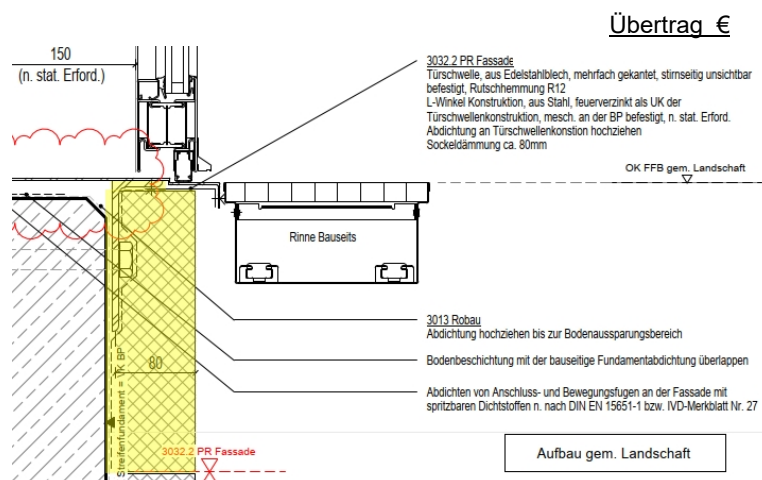 Übertrag €
150
(n. stat. Erford.)
3032.2 PR Fassade
Türschwelle, aus Edelstahlblech, mehrfach gekantet, stirnseitig unsichtbar
befestigt, Rutschhemmung R12
L-Winkel Konstruktion, aus Stahl, feuerverzinkt als UK der
Türschwellenkonstruktion, mesch. an der BP befestigt, n. stat. Erford.
Abdichtung an Türschwellenkonstion hochziehen
Sockeldämmung ca. 80mm
OK FFB gem. Landschaft
Rinne Bauseits
3013 Robau
Abdichtung hochziehen bis zur Bodenaussparungsbereich
Bodenbeschichtung mit der bauseitige Fundamentabdichtung überlappen
Abdichten von Anschluss- und Bewegungsfugen an der Fassade mit
spritzbaren Dichtstoffen n. nach DIN EN 15651-1 bzw. IVD-Merkblatt Nr. 27
80
Streifenfundament = VK BP
3032.2 PR Fassade
Aufbau gem. Landschaft